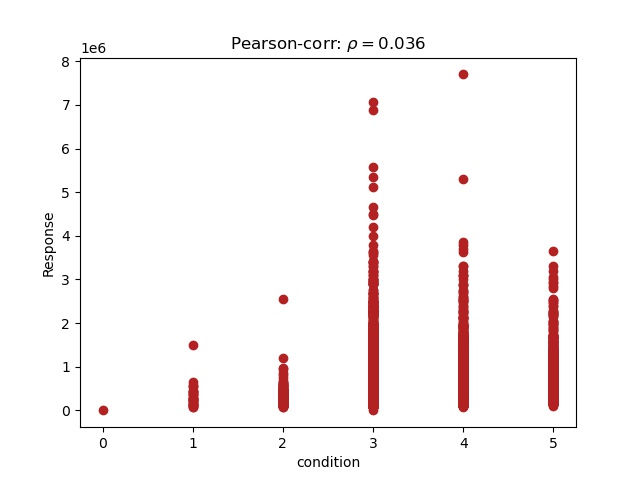 Pearson-corr: ρ = 0.036
1e6
8
7
6
5
4
3
2
1
0
Response
0 1 2 3 4 5
condition